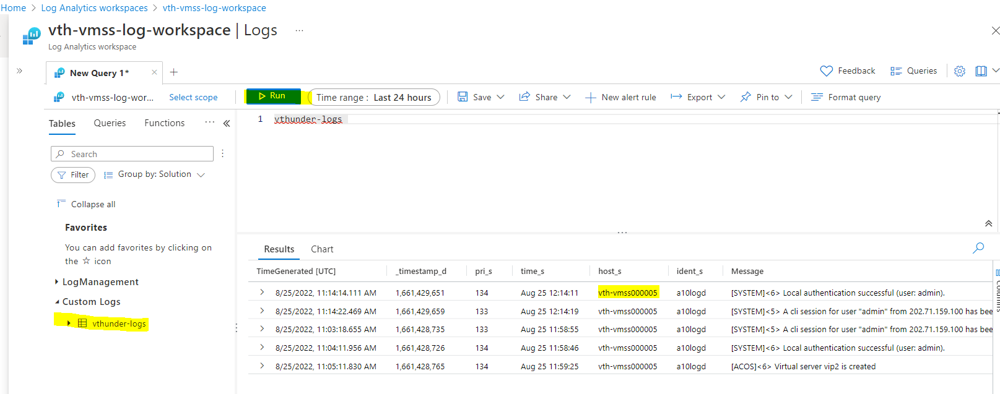 Home > Log Analytics workspaces > vth-vmss-log-workspace
vth-vmss-log-workspace | Logs ...
Log Analytics workspace
New Query 1*
Feedback Queries
vth-vmss-log-wor... Select scope Run Time range : Last 24 hours Save Share New alert rule Export Pin to Format query
Tables Queries Functions ...
1 vthunder-logs
Search
Filter Group by: Solution
Collapse all
Favorites
You can add favorites by clicking on
the ☆ icon
LogManagement
Custom Logs
vthunder-logs
Results Chart
TimeGenerated [UTC] _timestamp_d pri_s time_s host_s ident_s Message
8/25/2022, 11:14:14.111 AM 1,661,429,651 134 Aug 25 12:14:11 vth-vmss000005 a10logd [SYSTEM]<6> Local authentication successful (user: admin).
8/25/2022, 11:14:22.469 AM 1,661,429,659 133 Aug 25 12:14:19 vth-vmss000005 a10logd [SYSTEM]<5> A cli session for user "admin" from 202.71.159.100 has bee
8/25/2022, 11:03:18.655 AM 1,661,428,735 133 Aug 25 11:58:55 vth-vmss000005 a10logd [SYSTEM]<5> A cli session for user "admin" from 202.71.159.100 has bee
8/25/2022, 11:04:11.956 AM 1,661,428,726 134 Aug 25 11:58:46 vth-vmss000005 a10logd [SYSTEM]<6> Local authentication successful (user: admin).
8/25/2022, 11:05:11.830 AM 1,661,428,765 134 Aug 25 11:59:25 vth-vmss000005 a10logd [ACOS]<6> Virtual server vip2 is created
Columns